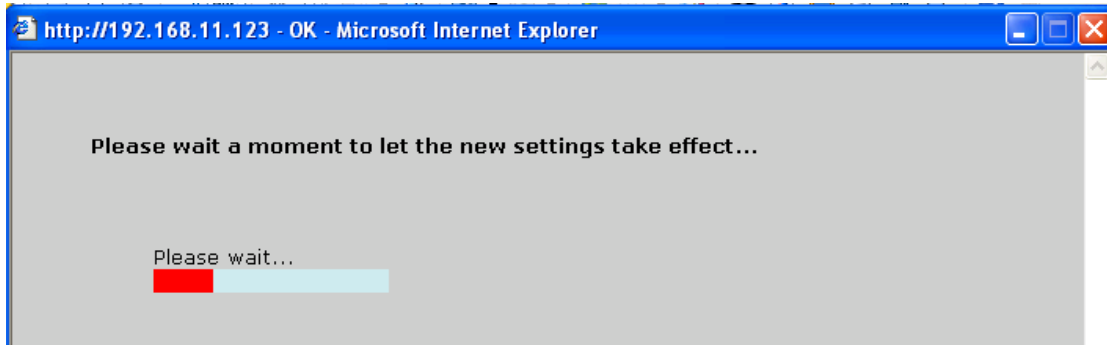 http://192.168.11.123 - OK - Microsoft Internet Explorer
Please wait a moment to let the new settings take effect...
Please wait...